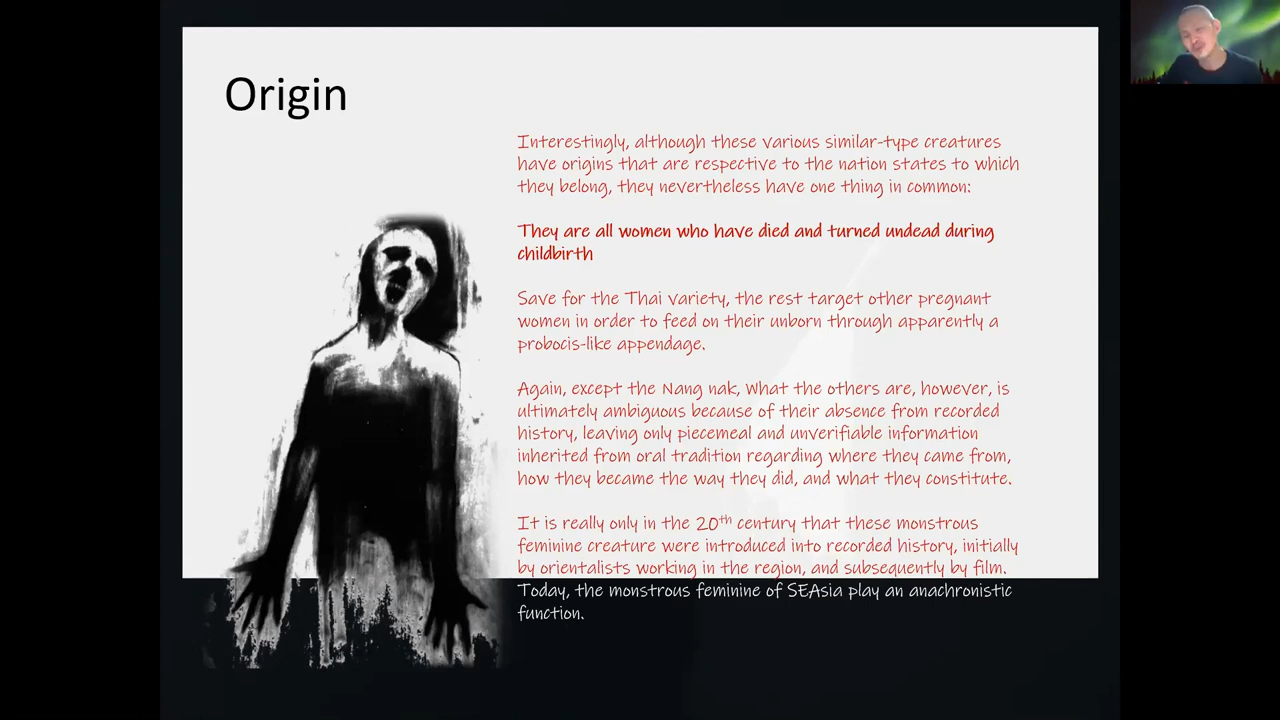 Origin
Interestingly, although these various similar-type creatures
have origins that are respective to the nation states to which
they belong, they nevertheless have one thing in common:
They are all women who have died and turned undead during
childbirth
Save for the Thai variety, the rest target other pregnant
women in order to feed on their unborn through apparently a
probocis-like appendage.
Again, except the Nang nak, What the others are, however, is
ultimately ambiguous because of their absence from recorded
history, leaving only piecemeal and unverifiable information
inherited from oral tradition regarding where they came from,
how they became the way they did, and what they constitute.
It is really only in the 20th century that these monstrous
feminine creature were introduced into recorded history, initially
by orientalists working in the region, and subsequently by film.
Today, the monstrous feminine of SEAsia play an anachronistic
function.